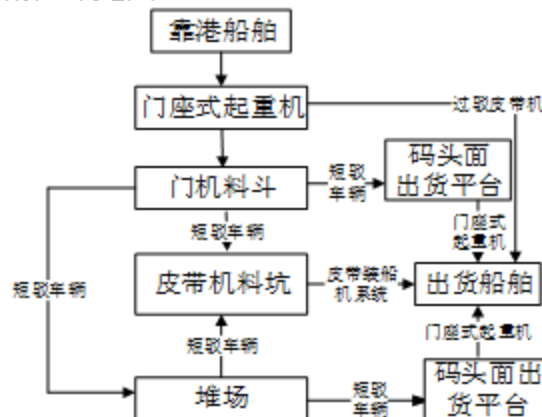 靠港船舶
门座式起重机
过驳皮带机
码头面
出货平台
短驳
车辆
门机料斗
门座式
起重机
短驳车辆
皮带机料坑
皮带装船
机系统
出货船舶
短驳车辆
门座式起重机
短驳车辆
码头面出
货平台
堆场
短驳
车辆